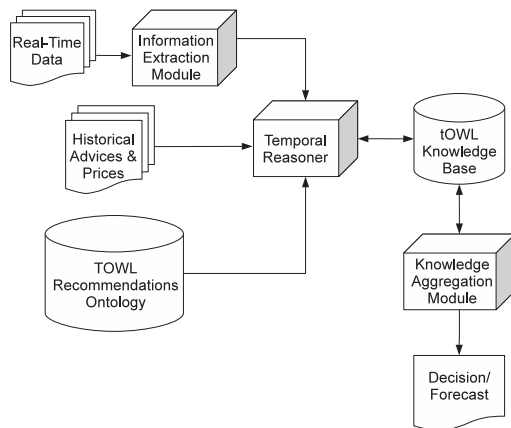 Real-Time
Data
Information
Extraction
Module
Historical
Advices &
Prices
Temporal
Reasoner
tOWL
Knowledge
Base
TOWL
Recommendations
Ontology
Knowledge
Aggregation
Module
Decision/
Forecast